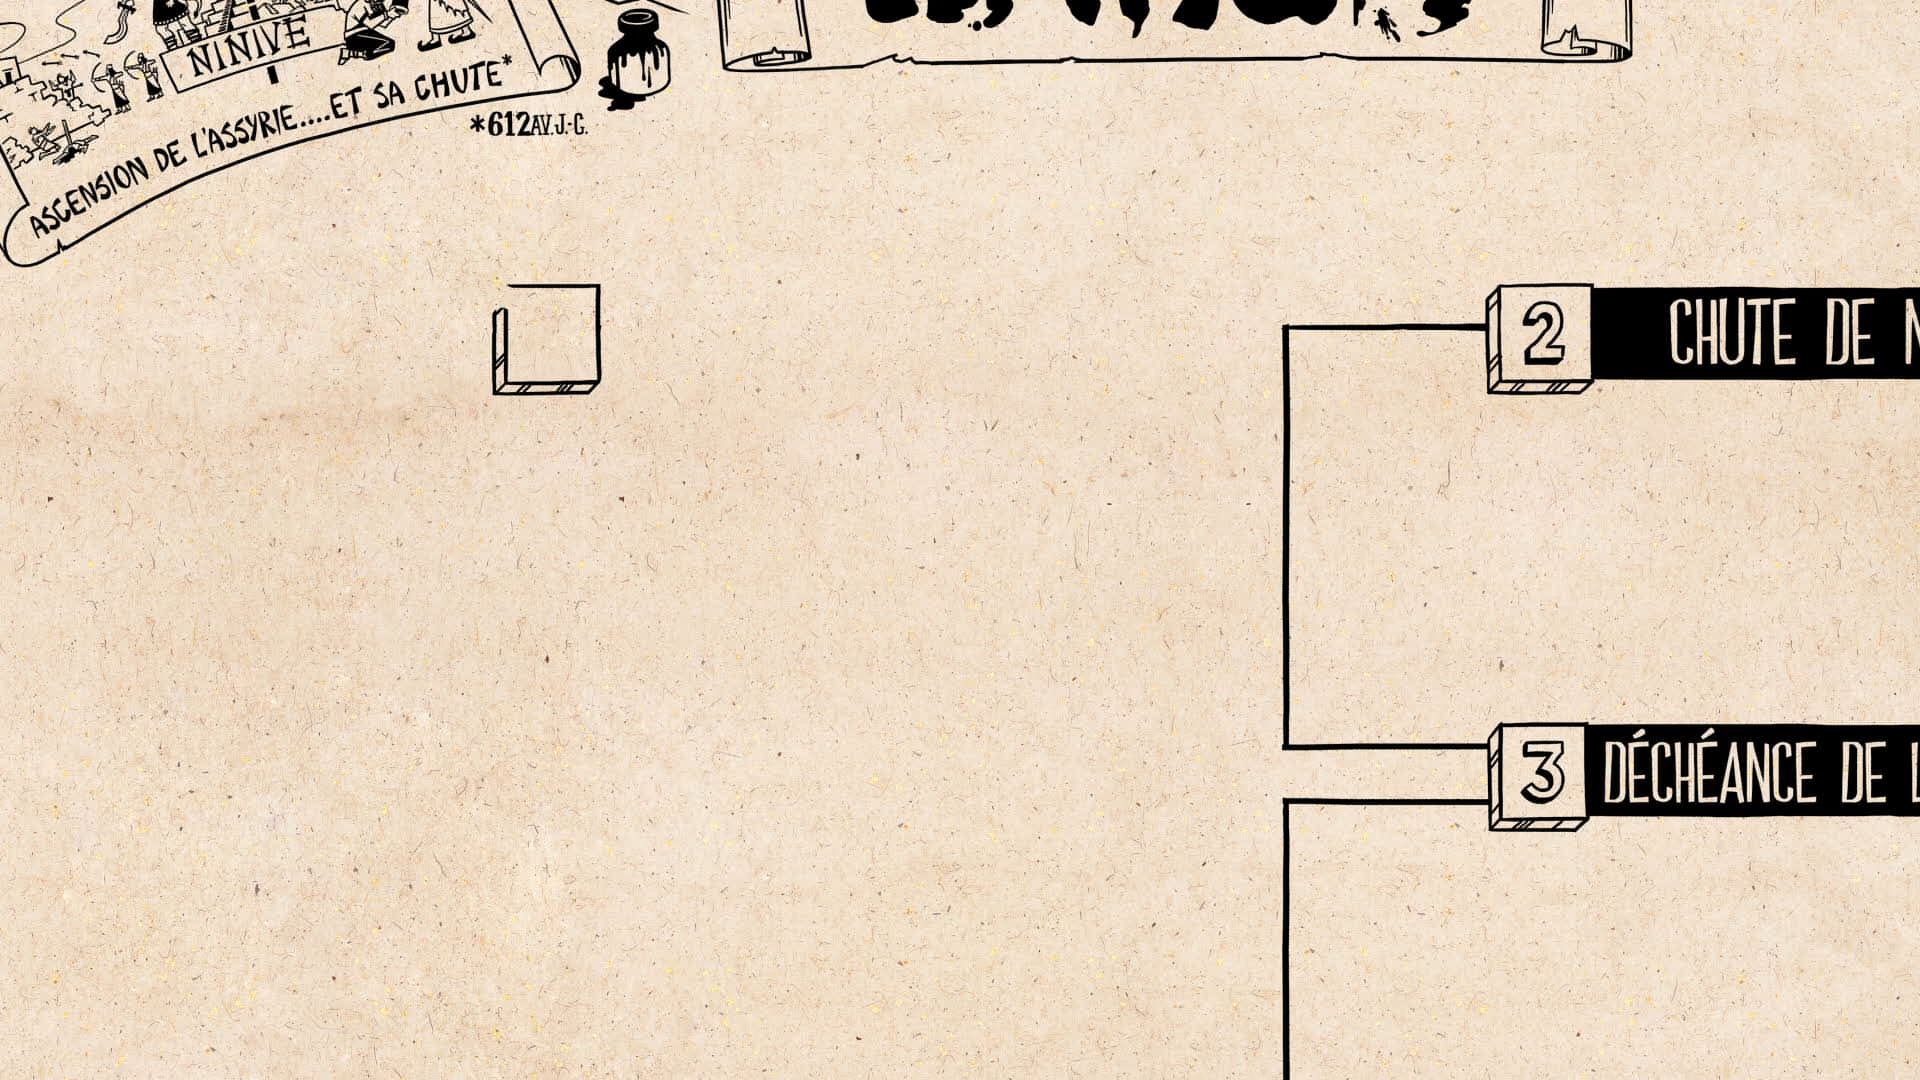 NINIVE
ASCENSION DE L'ASSYRIE....ET SA CHUTE*
*612 AV. J.-C.
2 CHUTE DE
3 DÉCHÉANCE DE